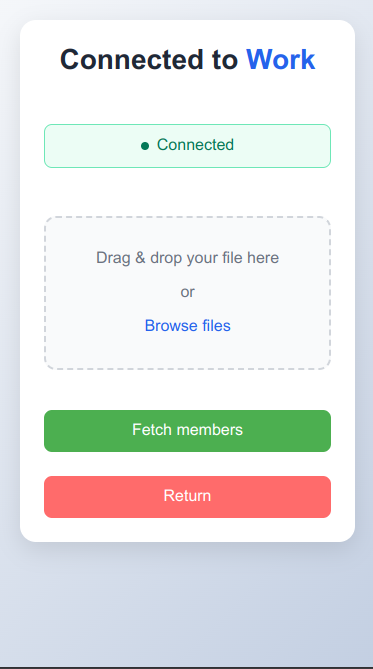 Connected to Work
Connected
Drag & drop your file here
or
Browse files
Fetch members
Return